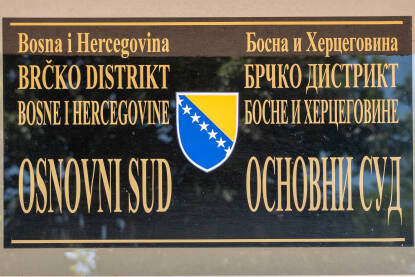 Bosna i Hercegovina
BRČKO DISTRIKT
BOSNE I HERCEGOVINE
OSNOVNI SUD
Босна и Херцеговина
БРЧКО ДИСТРИКТ
БОСНЕ И ХЕРЦЕГОВИНЕ
ОСНОВНИ СУД